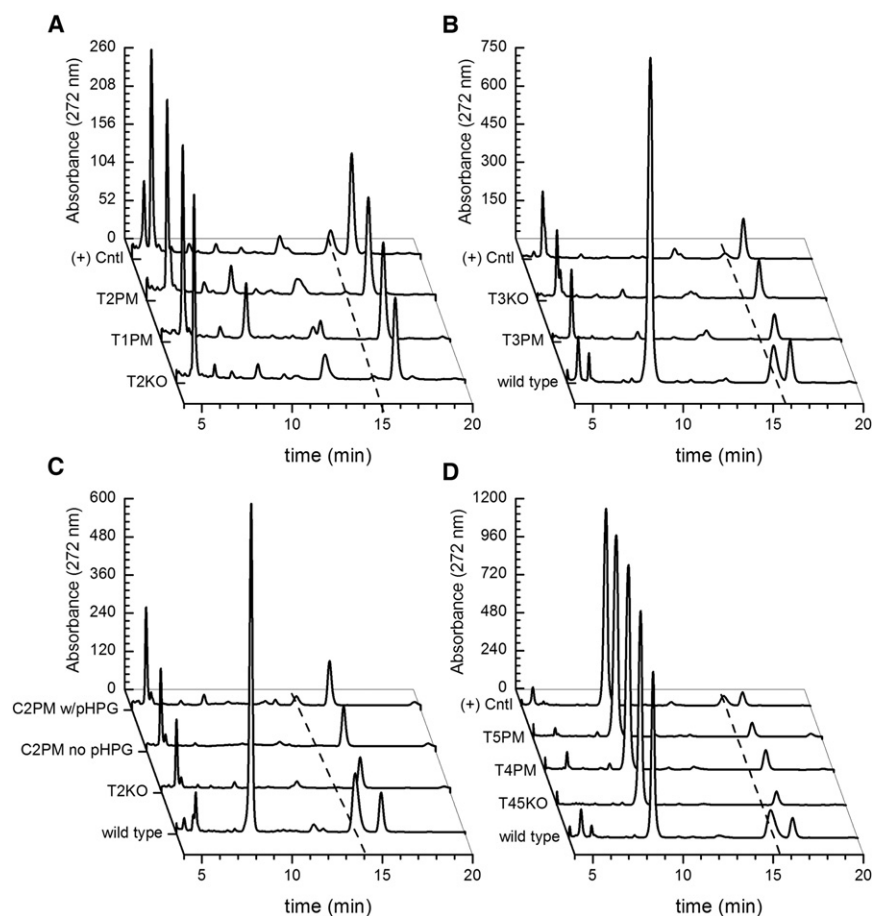 A
260
208
156
104
52
0
Absorbance (272 nm)
(+) Cntl
T2PM
T1PM
T2KO
5
10
15
20
time (min)
B
750
600
450
300
150
Absorbance (272 nm)
(+) Cntl
T3KO
T3PM
wild type
5
10
15
20
time (min)
C
600
480
360
240
120
0
Absorbance (272 nm)
C2PM w/pHPG
C2PM no pHPG
T2KO
wild type
5
10
15
20
time (min)
D
1200
960
720
480
240
0
Absorbance (272 nm)
(+) Cntl
T5PM
T4PM
T45KO
wild type
5
10
15
20
time (min)